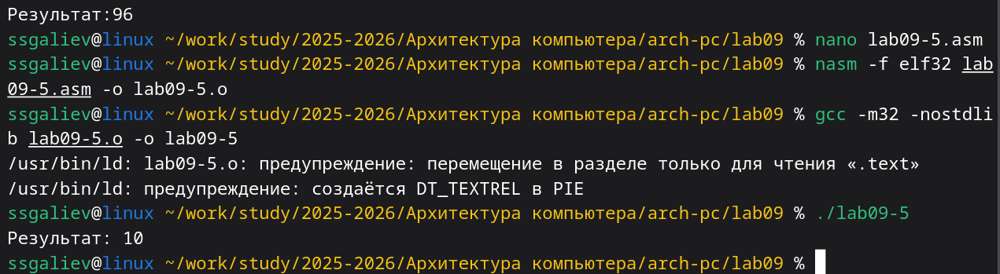 Результат:96
ssgaliev@linux ~/work/study/2025-2026/Архитектура компьютера/arch-pc/lab09 % nano lab09-5.asm
ssgaliev@linux ~/work/study/2025-2026/Архитектура компьютера/arch-pc/lab09 % nasm -f elf32 lab
09-5.asm -o lab09-5.o
ssgaliev@linux ~/work/study/2025-2026/Архитектура компьютера/arch-pc/lab09 % gcc -m32 -nostdli
b lab09-5.o -o lab09-5
/usr/bin/ld: lab09-5.o: предупреждение: перемещение в разделе только для чтения «.text»
/usr/bin/ld: предупреждение: создаётся DT_TEXTREL в PIE
ssgaliev@linux ~/work/study/2025-2026/Архитектура компьютера/arch-pc/lab09 % ./lab09-5
Результат: 10
ssgaliev@linux ~/work/study/2025-2026/Архитектура компьютера/arch-pc/lab09 %